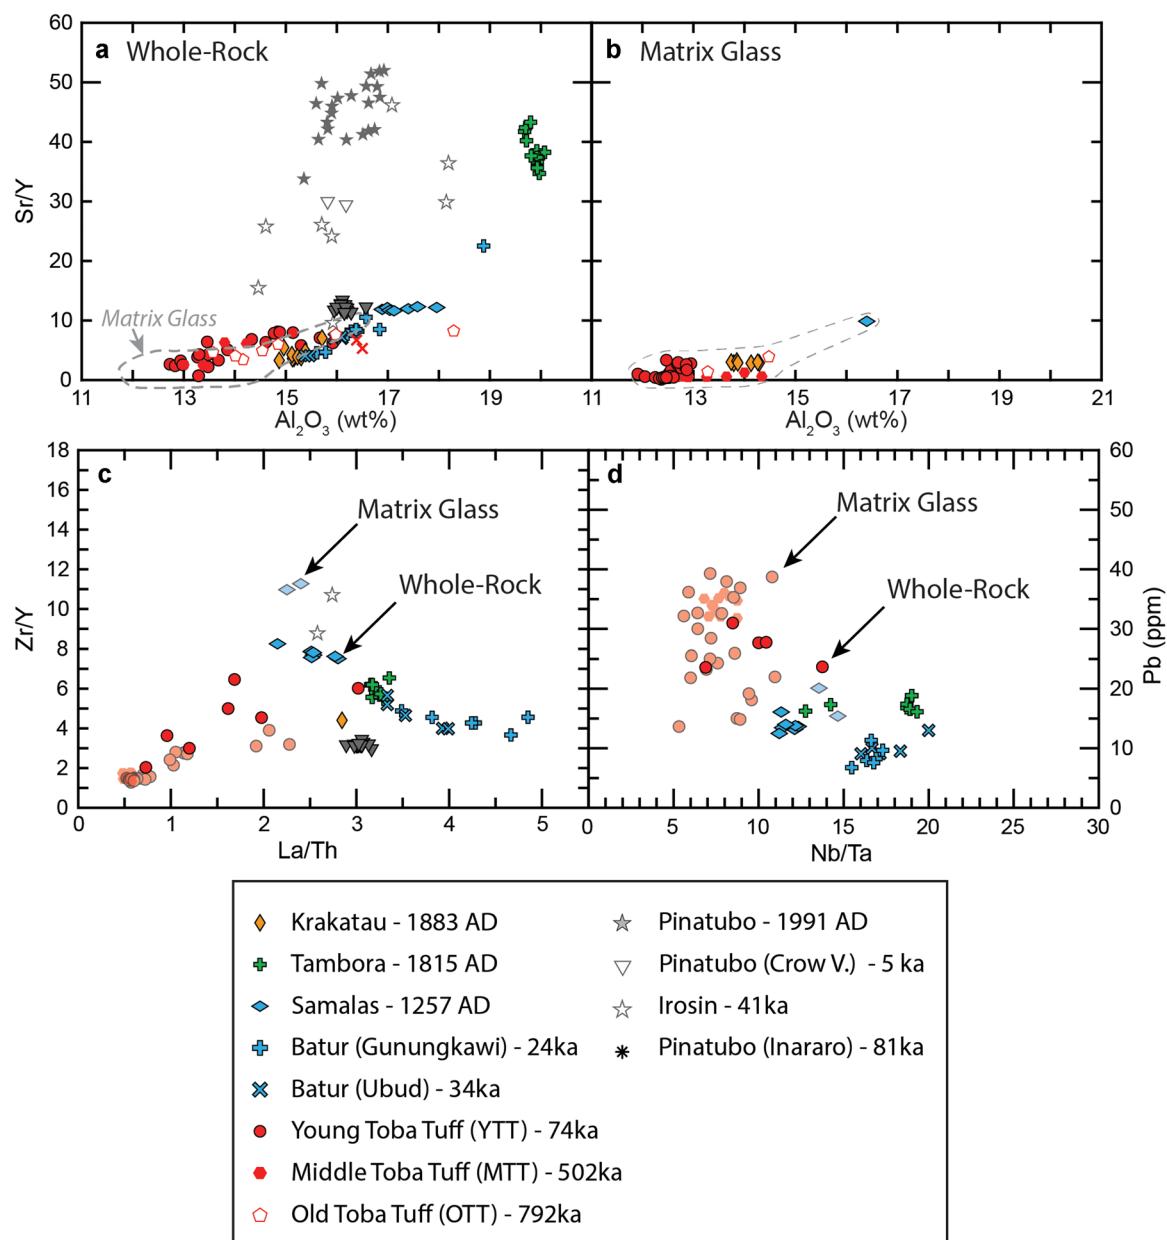 a Whole-Rock
b Matrix Glass
60
50
40
30
20
10
0
Sr/Y
Matrix Glass
11 13 15 17 19 11 13 15 17 19 21
Al₂O₃ (wt%) Al₂O₃ (wt%)
c
18
16
14
12
10
8
6
4
2
0
Zr/Y
Matrix Glass
Whole-Rock
0 1 2 3 4 5
La/Th
d
Matrix Glass
Whole-Rock
60
50
40
30
20
10
0
Pb (ppm)
0 5 10 15 20 25 30
Nb/Ta
Krakatau - 1883 AD
Tambora - 1815 AD
Samalas - 1257 AD
Batur (Gunungkawi) - 24ka
Batur (Ubud) - 34ka
Young Toba Tuff (YTT) - 74ka
Middle Toba Tuff (MTT) - 502ka
Old Toba Tuff (OTT) - 792ka
Pinatubo - 1991 AD
Pinatubo (Crow V.) - 5 ka
Irosin - 41ka
Pinatubo (Inararo) - 81ka